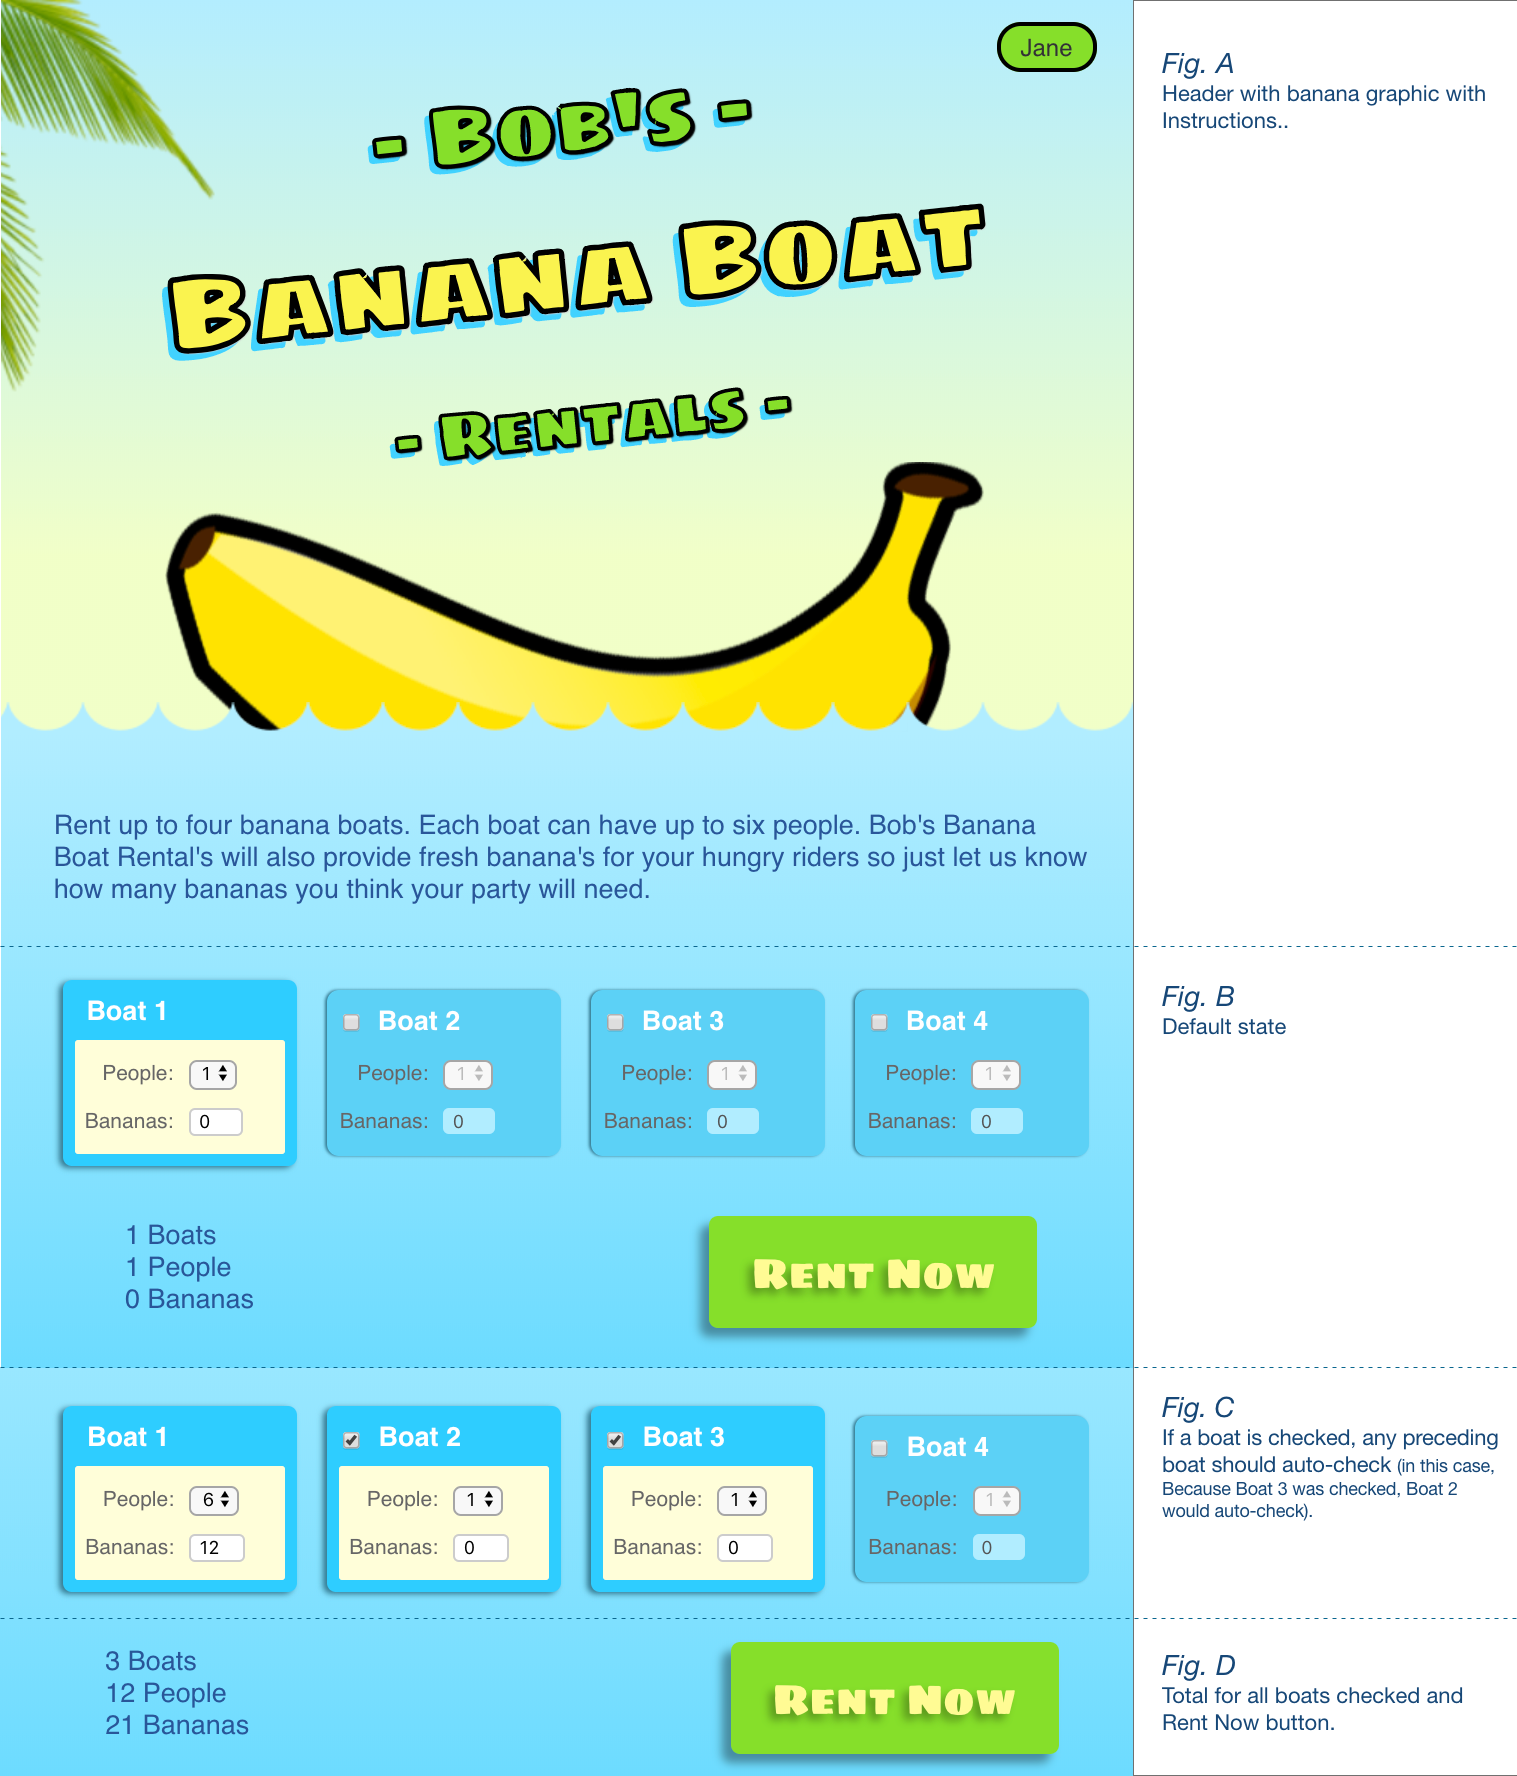 Jane
- Bob's -
Banana Boat
- Rentals -
Fig. A
Header with banana graphic with
Instructions..
Rent up to four banana boats. Each boat can have up to six people. Bob's Banana
Boat Rental's will also provide fresh banana's for your hungry riders so just let us know
how many bananas you think your party will need.
Boat 1
People: 1
Bananas: 0
Boat 2
People: 1
Bananas: 0
Boat 3
People: 1
Bananas: 0
Boat 4
People: 1
Bananas: 0
Fig. B
Default state
1 Boats
1 People
0 Bananas
Rent Now
Boat 1
People: 6
Bananas: 12
Boat 2
People: 1
Bananas: 0
Boat 3
People: 1
Bananas: 0
Boat 4
People: 1
Bananas: 0
Fig. C
If a boat is checked, any preceding
boat should auto-check (in this case,
Because Boat 3 was checked, Boat 2
would auto-check).
3 Boats
12 People
21 Bananas
Rent Now
Fig. D
Total for all boats checked and
Rent Now button.